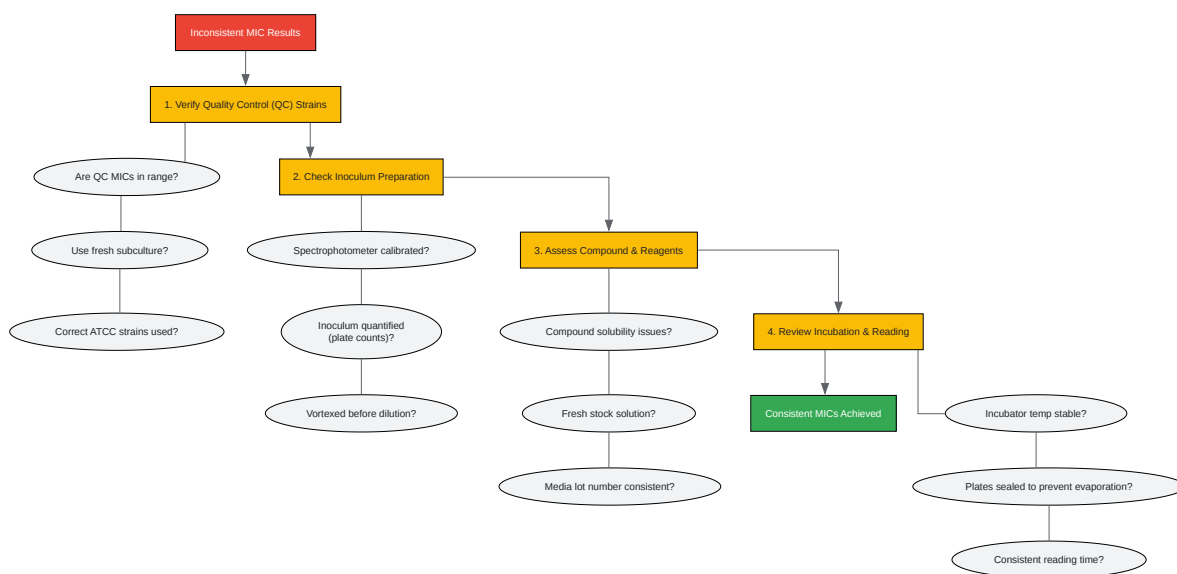 Inconsistent MIC Results
1. Verify Quality Control (QC) Strains
Are QC MICs in range?
Use fresh subculture?
Correct ATCC strains used?
2. Check Inoculum Preparation
Spectrophotometer calibrated?
Inoculum quantified
(plate counts)?
Vortexed before dilution?
3. Assess Compound & Reagents
Compound solubility issues?
Fresh stock solution?
Media lot number consistent?
4. Review Incubation & Reading
Consistent MICs Achieved
Incubator temp stable?
Plates sealed to prevent evaporation?
Consistent reading time?